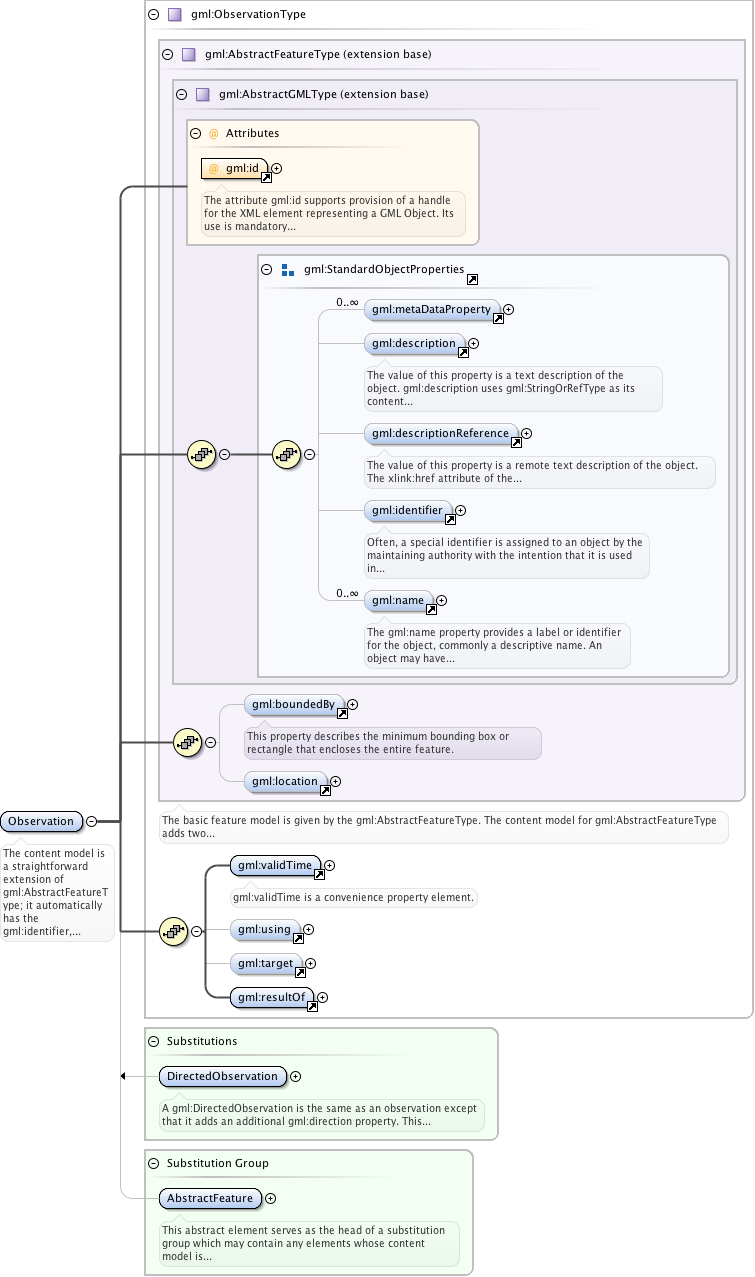 gml:ObservationType
gml:AbstractFeatureType (extension base)
gml:AbstractGMLType (extension base)
@ Attributes
@ gml:id
The attribute gml:id supports provision of a handle
for the XML element representing a GML Object. Its
use is mandatory...
gml:StandardObjectProperties
0..∞
gml:metaDataProperty
gml:description
The value of this property is a text description of the
object. gml:description uses gml:StringOrRefType as its
content...
gml:descriptionReference
The value of this property is a remote text description of the object.
The xlink:href attribute of the...
gml:identifier
Often, a special identifier is assigned to an object by the
maintaining authority with the intention that it is used
in...
0..∞
gml:name
The gml:name property provides a label or identifier
for the object, commonly a descriptive name. An
object may have...
gml:boundedBy
This property describes the minimum bounding box or
rectangle that encloses the entire feature.
gml:location
The basic feature model is given by the gml:AbstractFeatureType. The content model for gml:AbstractFeatureType
adds two...
Observation
The content model is
a straightforward
extension of
gml:AbstractFeatureT
ype; it automatically
has the
gml:identifier,...
gml:validTime
gml:validTime is a convenience property element.
gml:using
gml:target
gml:resultOf
Substitutions
DirectedObservation
A gml:DirectedObservation is the same as an observation except
that it adds an additional gml:direction property. This...
Substitution Group
AbstractFeature
This abstract element serves as the head of a substitution
group which may contain any elements whose content
model is...